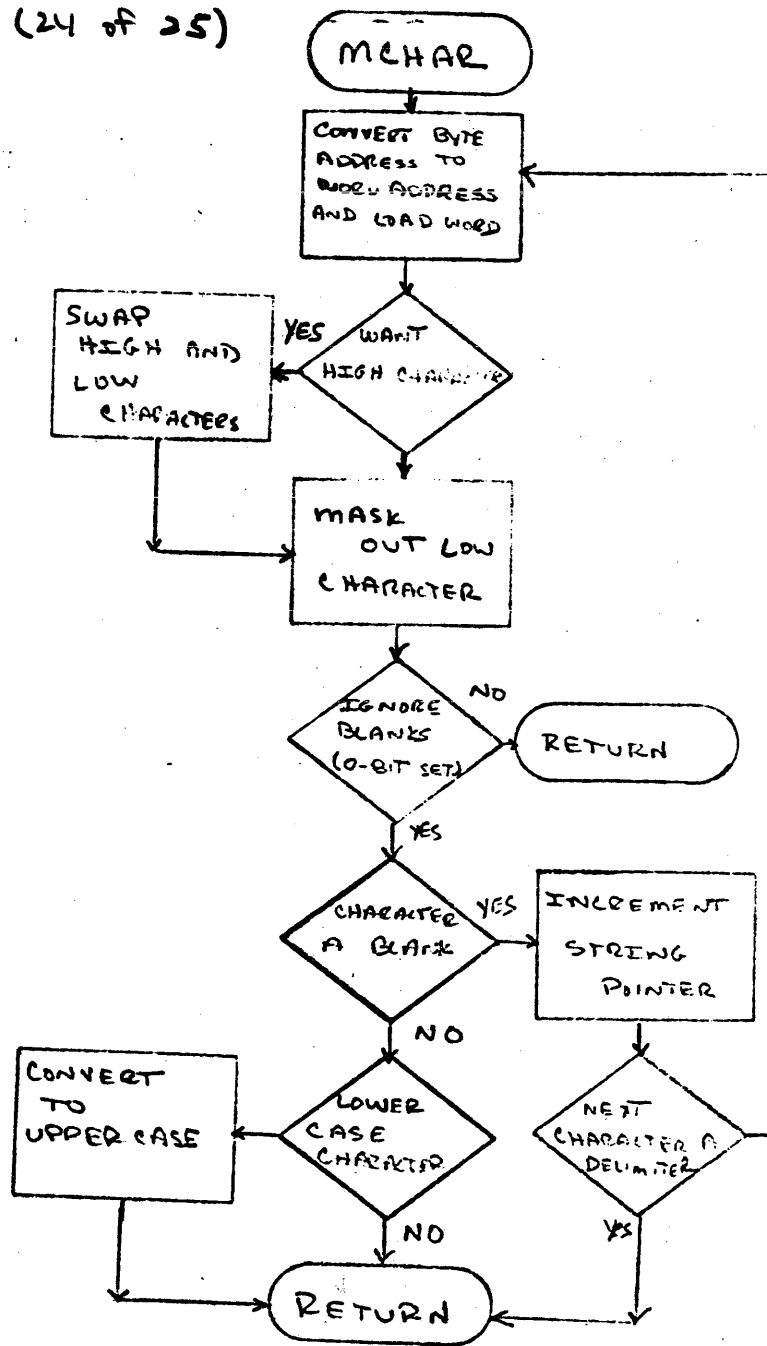 (24 of 25)
MCHAR
CONVERT BYTE
ADDRESS TO
WORD ADDRESS
AND LOAD WORD
WANT
HIGH CHARACTER
YES
SWAP
HIGH AND
LOW
CHARACTERS
MASK
OUT LOW
CHARACTER
IGNORE
BLANKS
(0-BIT SET)
NO
RETURN
YES
CHARACTER
A BLANK
YES
INCREMENT
STRING
POINTER
NO
LOWER
CASE
CHARACTER
CONVERT
TO
UPPER CASE
NEXT
CHARACTER A
DELIMITER
NO
YES
RETURN